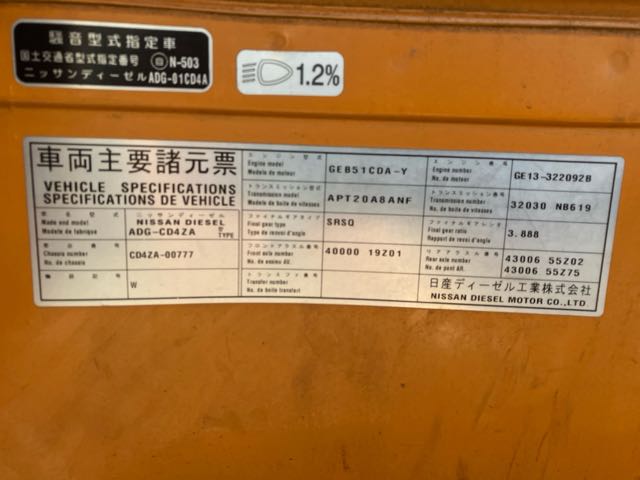 騒音型式指定車
国土交通省型式指定番号 自 N-503
ニッサンディーゼル ADG-01CD4A
1.2%
車両主要諸元票
VEHICLE SPECIFICATIONS
SPECIFICATIONS DE VEHICLE
エンジン型式
Engine model
Modele de moteur
GEB51CDA-Y
エンジン番号
Engine number
No. de moteur
GE13-322092B
トランスミッション型式
Transmission model
Modele de boite de vitesses
APT20A8ANF
トランスミッション番号
Transmission number
No. de boite de vitesses
32030 NB619
車名型式
Make and model
Modele de fabrique
ニッサンディーゼル
NISSAN DIESEL
ADG-CD4ZA
型
TYPE
ファイナルギアタイプ
Final gear type
Sort de renvoi d'angle
SRSQ
ファイナルギアレシオ
Final gear ratio
Rapport de renvoi d'angle
3.888
車台番号
Chassis number
No. de chassis
CD4ZA-00777
フロントアクスル番号
Front axle number
No. de essieu AV.
40000 19Z01
リアアクスル番号
Rear axle number
No. de pont AR.
43006 55Z02
43006 55Z75
W
トランスファ番号
Transfer number
No. de boite transfert
日産ディーゼル工業株式会社
NISSAN DIESEL MOTOR CO.,LTD